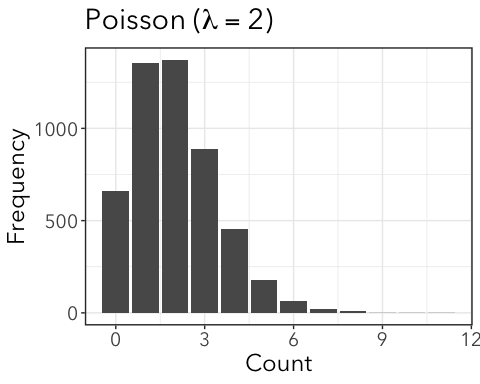 Poisson (λ = 2)
Frequency
1000
500
0
0 3 6 9 12
Count